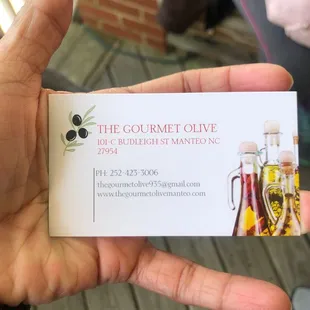 THE GOURMET OLIVE
101-C BUDLEIGH ST MANTEO NC
27954
PH: 252-423-3006
thegourmetolive935@gmail.com
www.thegourmetolivemanteo.com